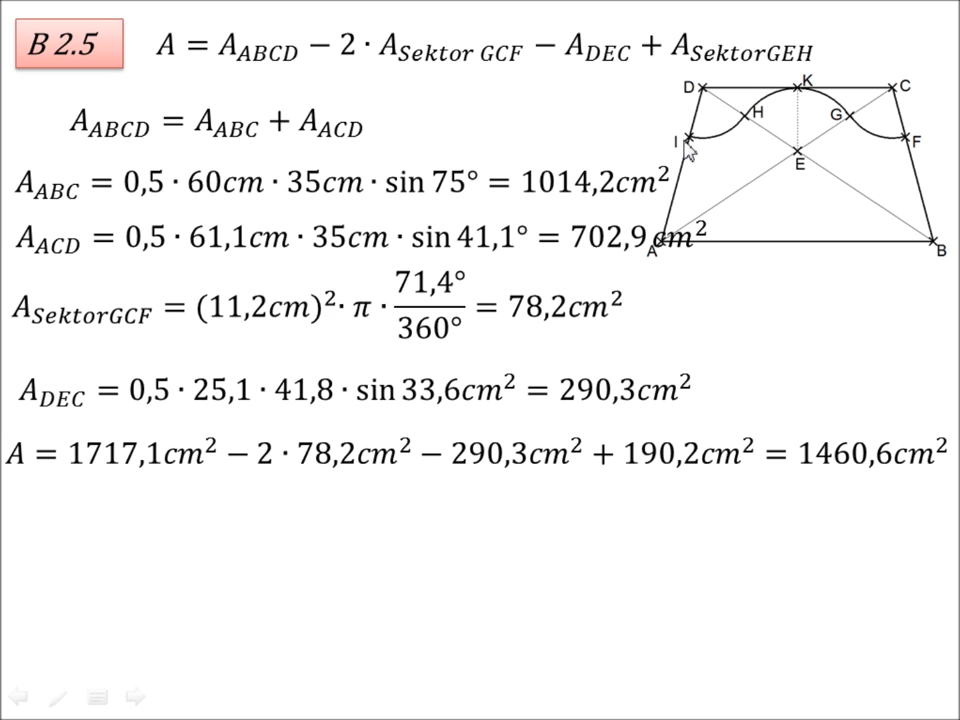 B 2.5
A = A_ABCD − 2 · A_Sektor GCF − A_DEC + A_SektorGEH
D K C
H G
I F
E
A B
A_ABCD = A_ABC + A_ACD
A_ABC = 0,5 · 60cm · 35cm · sin 75° = 1014,2cm²
A_ACD = 0,5 · 61,1cm · 35cm · sin 41,1° = 702,9cm²
A_SektorGCF = (11,2cm)² · π · 71,4°/360° = 78,2cm²
A_DEC = 0,5 · 25,1 · 41,8 · sin 33,6cm² = 290,3cm²
A = 1717,1cm² − 2 · 78,2cm² − 290,3cm² + 190,2cm² = 1460,6cm²